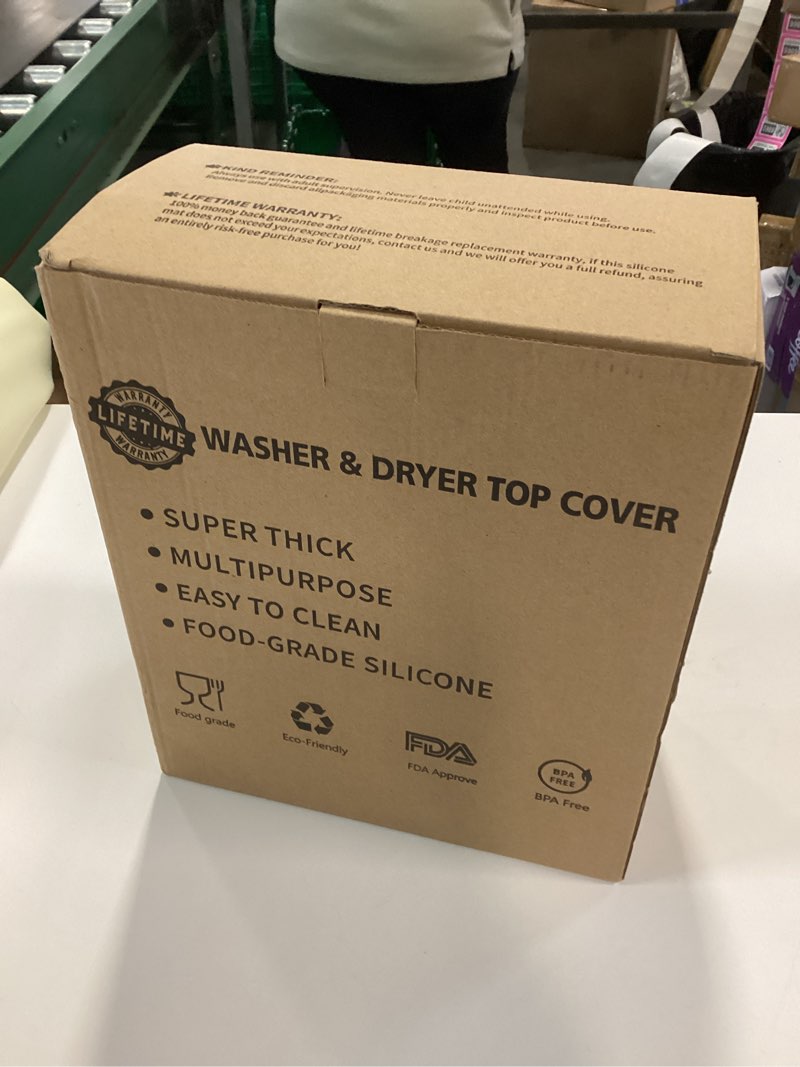 KIND REMINDER:
Always use with adult supervision. Never leave child unattended while using.
Remove and discard allpackaging materials properly and inspect product before use.
LIFETIME WARRANTY:
100% money back guarantee and lifetime breakage replacement warranty, if this silicone
mat does not exceed yourexpectations, contact us and we will offer you a full refund, assuring
an entirely risk-free purchase for you!
WARRANTY
LIFETIME
WARRANTY
WASHER & DRYER TOP COVER
• SUPER THICK
• MULTIPURPOSE
• EASY TO CLEAN
• FOOD-GRADE SILICONE
Food grade
Eco-Friendly
FDA
FDA Approve
BPA
FREE
BPA Free